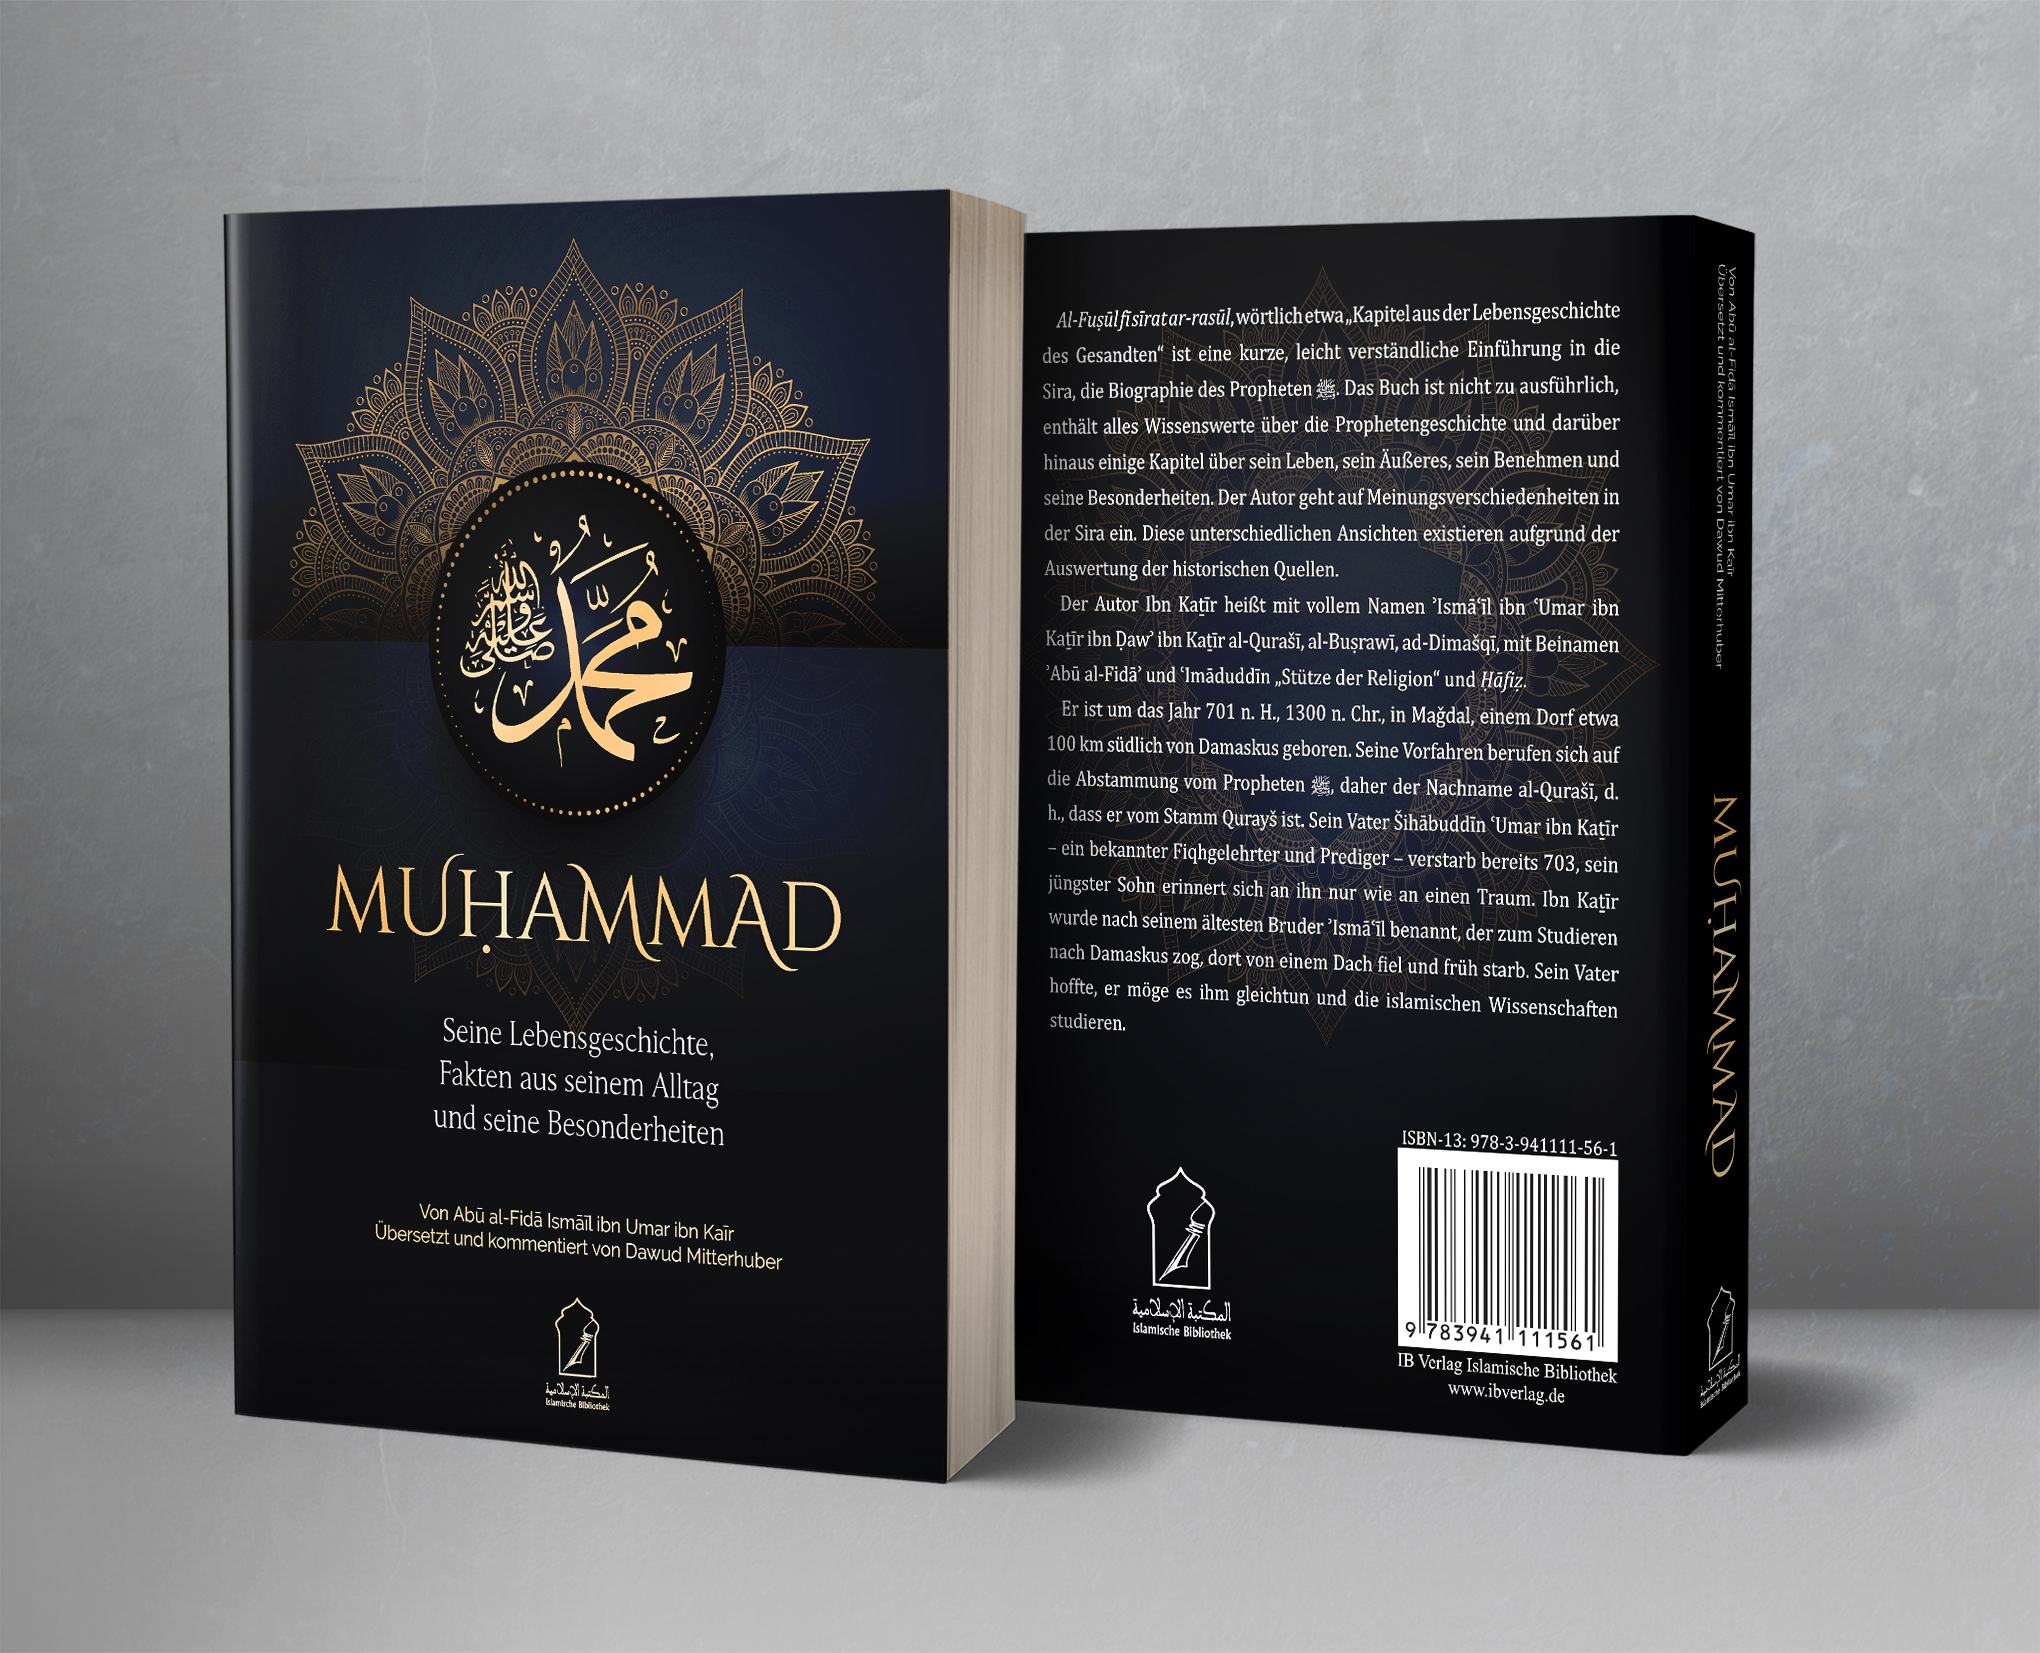 محمد
صلى الله عليه وسلم
MUḤAMMAD
Seine Lebensgeschichte,
Fakten aus seinem Alltag
und seine Besonderheiten
Von Abū al-Fidā Ismāīl ibn Umar ibn Kaīr
Übersetzt und kommentiert von Dawud Mitterhuber
المكتبة الإسلامية
Islamische Bibliothek
Al-Fuṣūl fī sīrat ar-rasūl, wörtlich etwa „Kapitel aus der Lebensgeschichte
des Gesandten“ ist eine kurze, leicht verständliche Einführung in die
Sira, die Biographie des Propheten ﷺ. Das Buch ist nicht zu ausführlich,
enthält alles Wissenswerte über die Prophetengeschichte und darüber
hinaus einige Kapitel über sein Leben, sein Äußeres, sein Benehmen und
seine Besonderheiten. Der Autor geht auf Meinungsverschiedenheiten in
der Sira ein. Diese unterschiedlichen Ansichten existieren aufgrund der
Auswertung der historischen Quellen.
Der Autor Ibn Kaṯīr heißt mit vollem Namen ʾIsmāʿīl ibn ʿUmar ibn
Kaṯīr ibn Ḍawʾ ibn Kaṯīr al-Qurašī, al-Buṣrawī, ad-Dimašqī, mit Beinamen
ʾAbū al-Fidāʾ und ʿImāduddīn „Stütze der Religion“ und Ḥāfiẓ.
Er ist um das Jahr 701 n. H., 1300 n. Chr., in Maǧdal, einem Dorf etwa
100 km südlich von Damaskus geboren. Seine Vorfahren berufen sich auf
die Abstammung vom Propheten ﷺ, daher der Nachname al-Qurašī, d.
h., dass er vom Stamm Qurayš ist. Sein Vater Šihābuddīn ʿUmar ibn Kaṯīr
– ein bekannter Fiqhgelehrter und Prediger – verstarb bereits 703, sein
jüngster Sohn erinnert sich an ihn nur wie an einen Traum. Ibn Kaṯīr
wurde nach seinem ältesten Bruder ʾIsmāʿīl benannt, der zum Studieren
nach Damaskus zog, dort von einem Dach fiel und früh starb. Sein Vater
hoffte, er möge es ihm gleichtun und die islamischen Wissenschaften
studieren.
المكتبة الإسلامية
Islamische Bibliothek
ISBN-13: 978-3-941111-56-1
9 783941 111561
IB Verlag Islamische Bibliothek
www.ibverlag.de
Von Abū al-Fidā Ismāīl ibn Umar ibn Kaīr
Übersetzt und kommentiert von Dawud Mitterhuber
MUḤAMMAD
المكتبة الإسلامية
Islamische Bibliothek